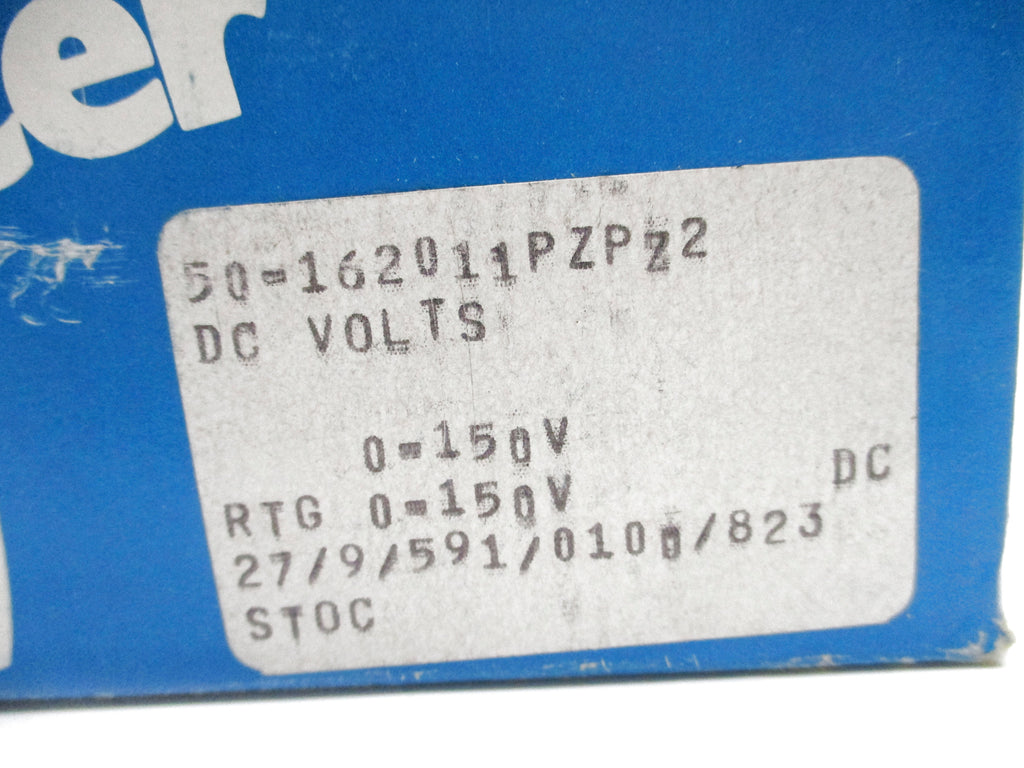 er
50-162011PZPZ2
DC VOLTS
0-150V
RTG 0-150V DC
27/9/591/0100/823
STOC